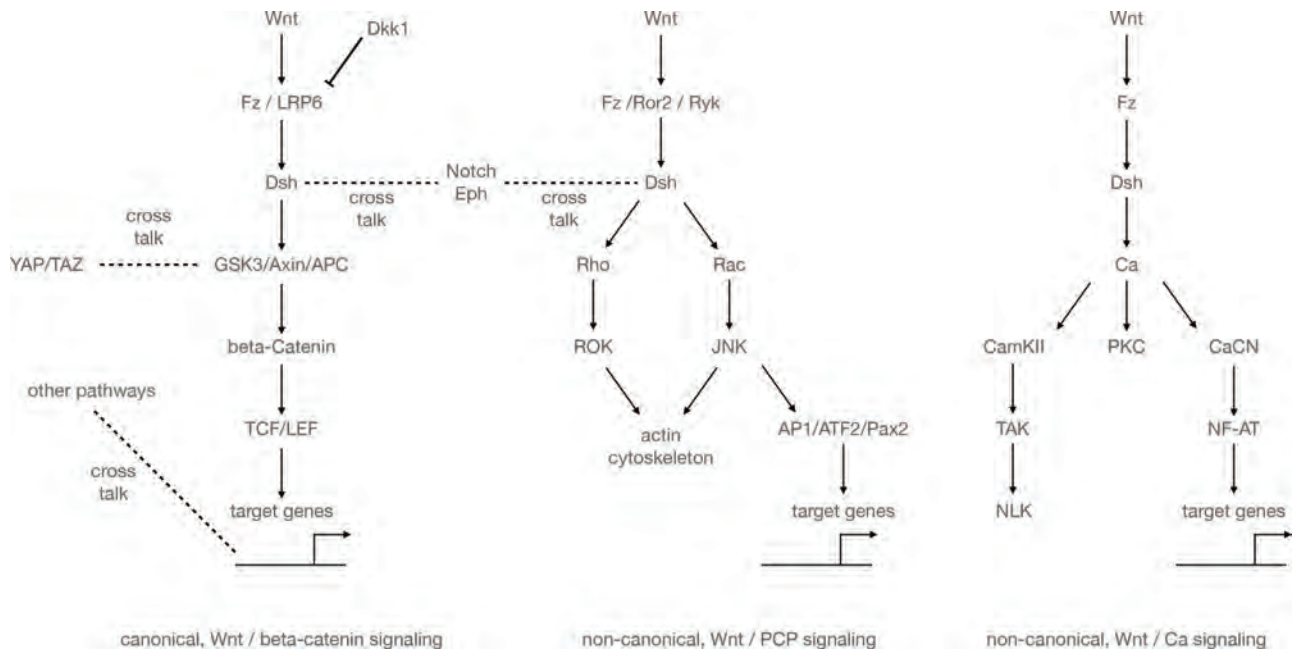 Wnt
Dkk1
Fz / LRP6
Dsh
cross
talk
Notch
Eph
cross
talk
YAP/TAZ
GSK3/Axin/APC
beta-Catenin
other pathways
TCF/LEF
cross
talk
target genes
canonical, Wnt / beta-catenin signaling
Wnt
Fz /Ror2 / Ryk
Dsh
cross
talk
Rho
Rac
ROK
JNK
actin
cytoskeleton
AP1/ATF2/Pax2
target genes
non-canonical, Wnt / PCP signaling
Wnt
Fz
Dsh
Ca
CamKII
PKC
CaCN
TAK
NF-AT
NLK
target genes
non-canonical, Wnt / Ca signaling